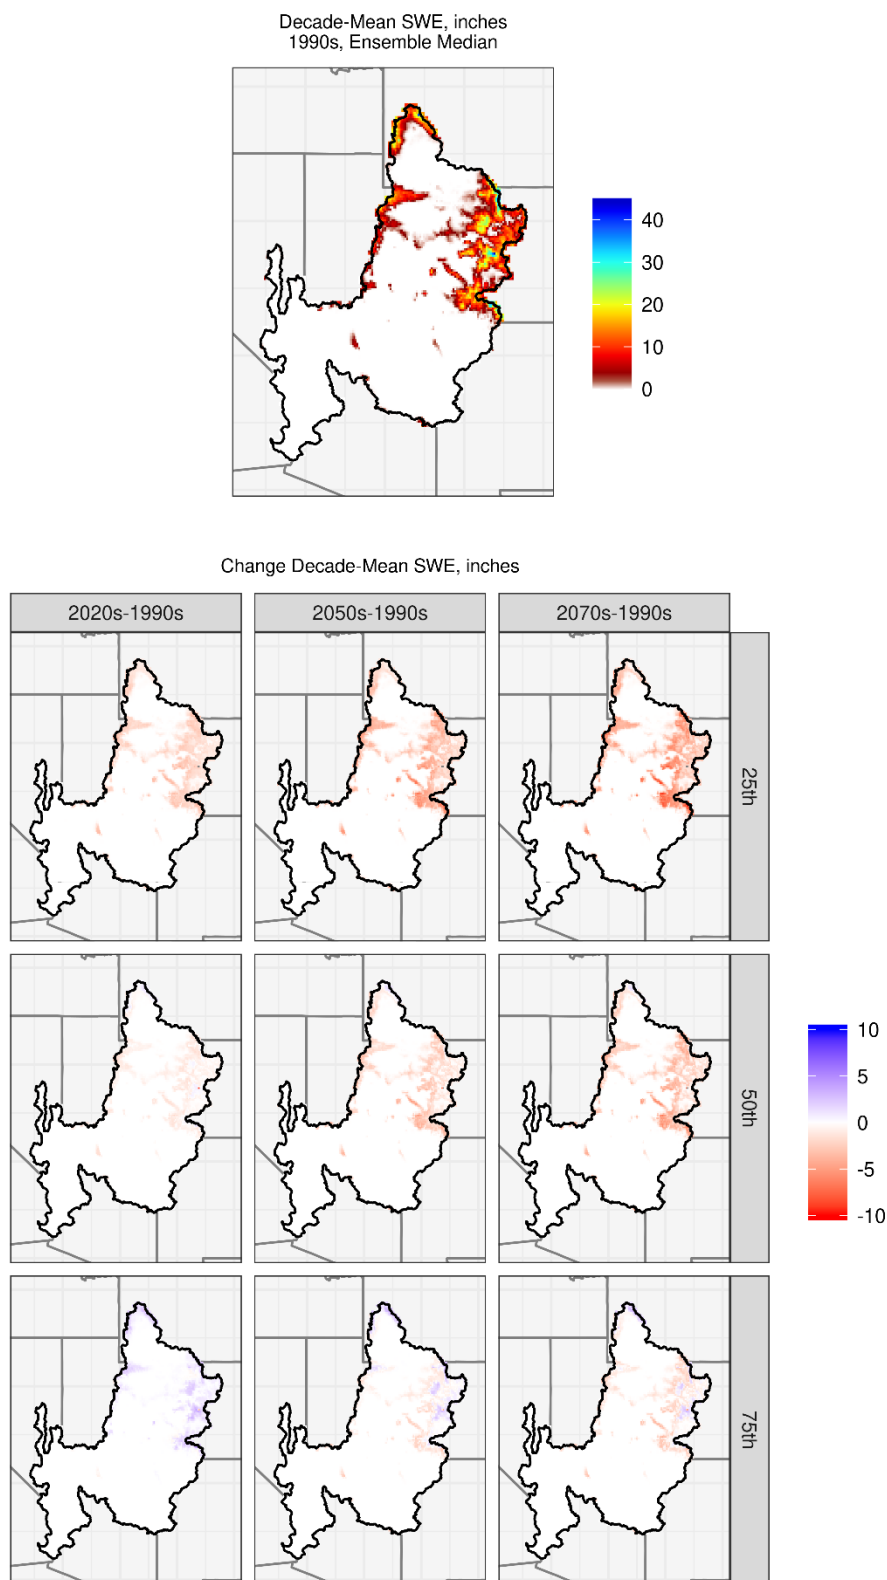 Decade-Mean SWE, inches
1990s, Ensemble Median
40
30
20
10
0
Change Decade-Mean SWE, inches
2020s-1990s
2050s-1990s
2070s-1990s
25th
50th
75th
10
5
0
-5
-10